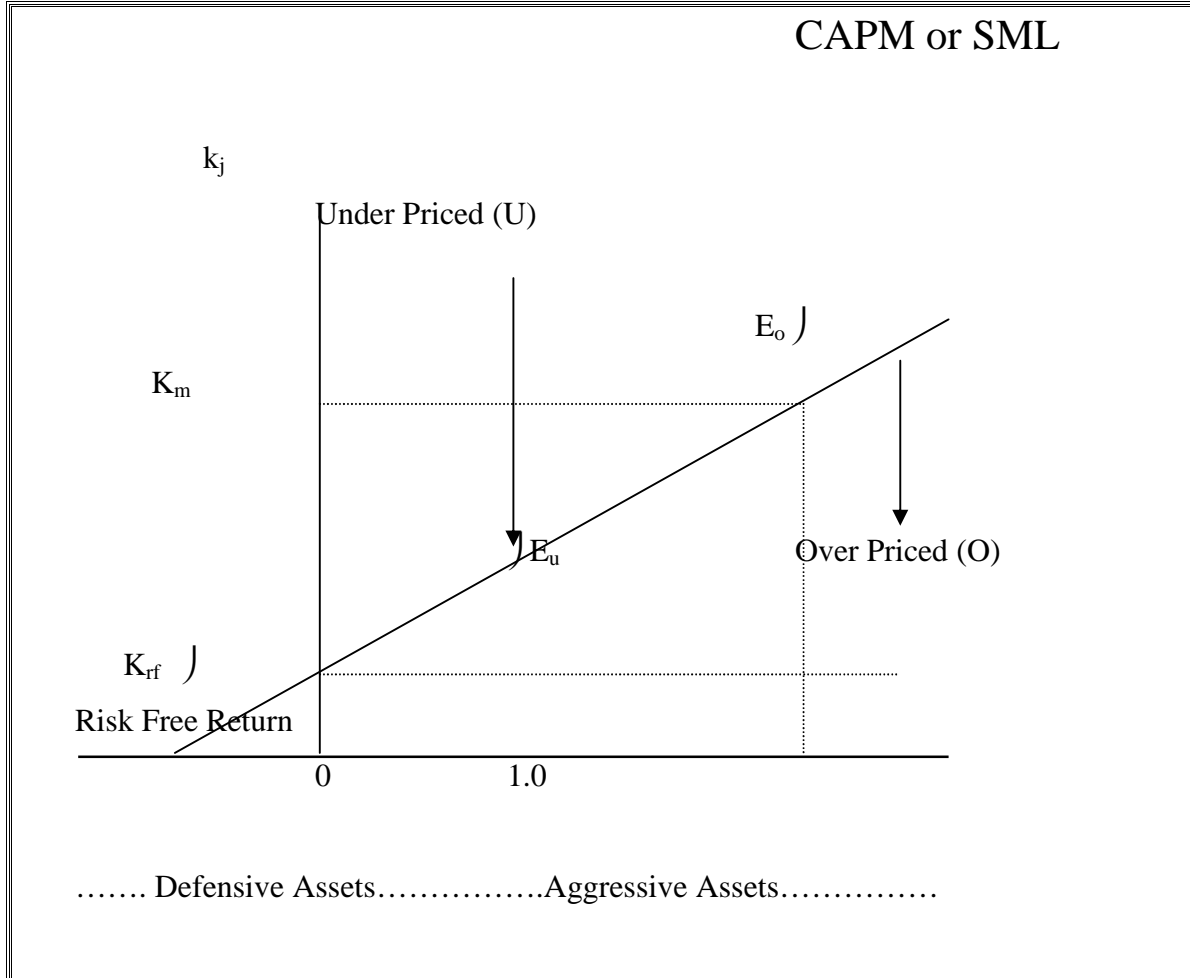 CAPM or SML
kj
Under Priced (U)
Eo
Km
Eu
Over Priced (O)
Krf
Risk Free Return
0 1.0
……. Defensive Assets…………….Aggressive Assets……………